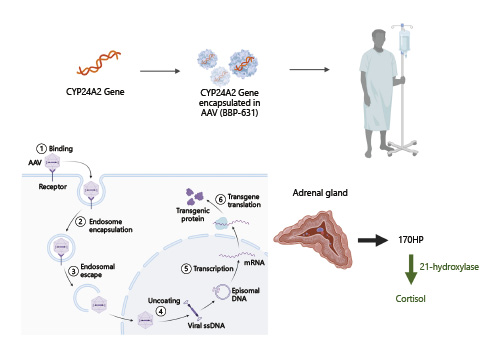 CYP24A2 Gene
CYP24A2 Gene
encapsulated in
AAV (BBP-631)
1 Binding
AAV
Receptor
2 Endosome
encapsulation
3 Endosomal
escape
Uncoating
4
Viral ssDNA
5 Transcription
Episomal
DNA
mRNA
6 Transgene
translation
Transgenic
protein
Adrenal gland
170HP
21-hydroxylase
Cortisol